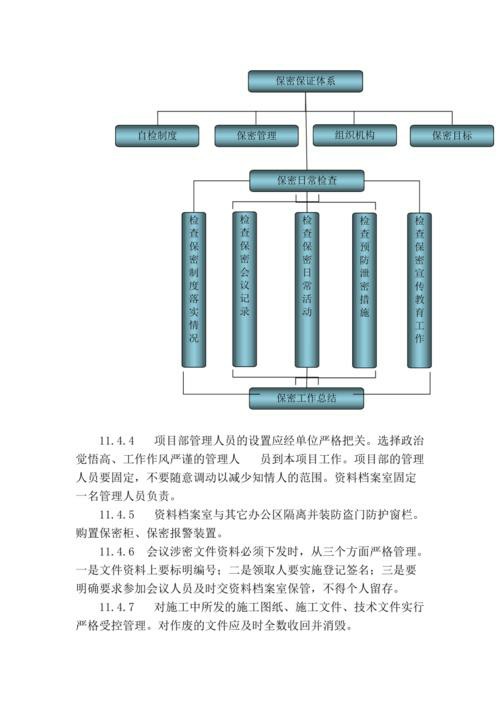 保密保证体系
自检制度
保密管理
组织机构
保密目标
保密日常检查
检查保密制度落实情况
检查保密会议记录
检查保密日常活动
检查预防泄密措施
检查保密宣传教育工作
保密工作总结
11.4.4 项目部管理人员的设置应经单位严格把关。选择政治
觉悟高、工作作风严谨的管理人 员到本项目工作。项目部的管理
人员要固定，不要随意调动以减少知情人的范围。资料档案室固定
一名管理人员负责。
11.4.5 资料档案室与其它办公区隔离并装防盗门防护窗栏。
购置保密柜、保密报警装置。
11.4.6 会议涉密文件资料必须下发时，从三个方面严格管理。
一是文件资料上要标明编号；二是领取人要实施登记签名；三是要
明确要求参加会议人员及时交资料档案室保管，不得个人留存。
11.4.7 对施工中所发的施工图纸、施工文件、技术文件实行
严格受控管理。对作废的文件应及时全数收回并消毁。